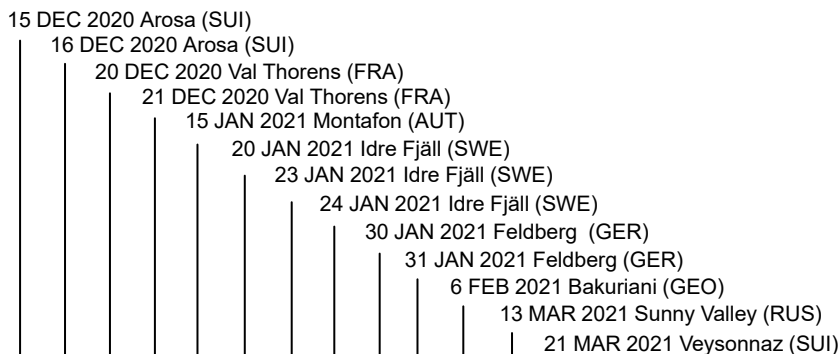 15 DEC 2020 Arosa (SUI)
16 DEC 2020 Arosa (SUI)
20 DEC 2020 Val Thorens (FRA)
21 DEC 2020 Val Thorens (FRA)
15 JAN 2021 Montafon (AUT)
20 JAN 2021 Idre Fjäll (SWE)
23 JAN 2021 Idre Fjäll (SWE)
24 JAN 2021 Idre Fjäll (SWE)
30 JAN 2021 Feldberg (GER)
31 JAN 2021 Feldberg (GER)
6 FEB 2021 Bakuriani (GEO)
13 MAR 2021 Sunny Valley (RUS)
21 MAR 2021 Veysonnaz (SUI)